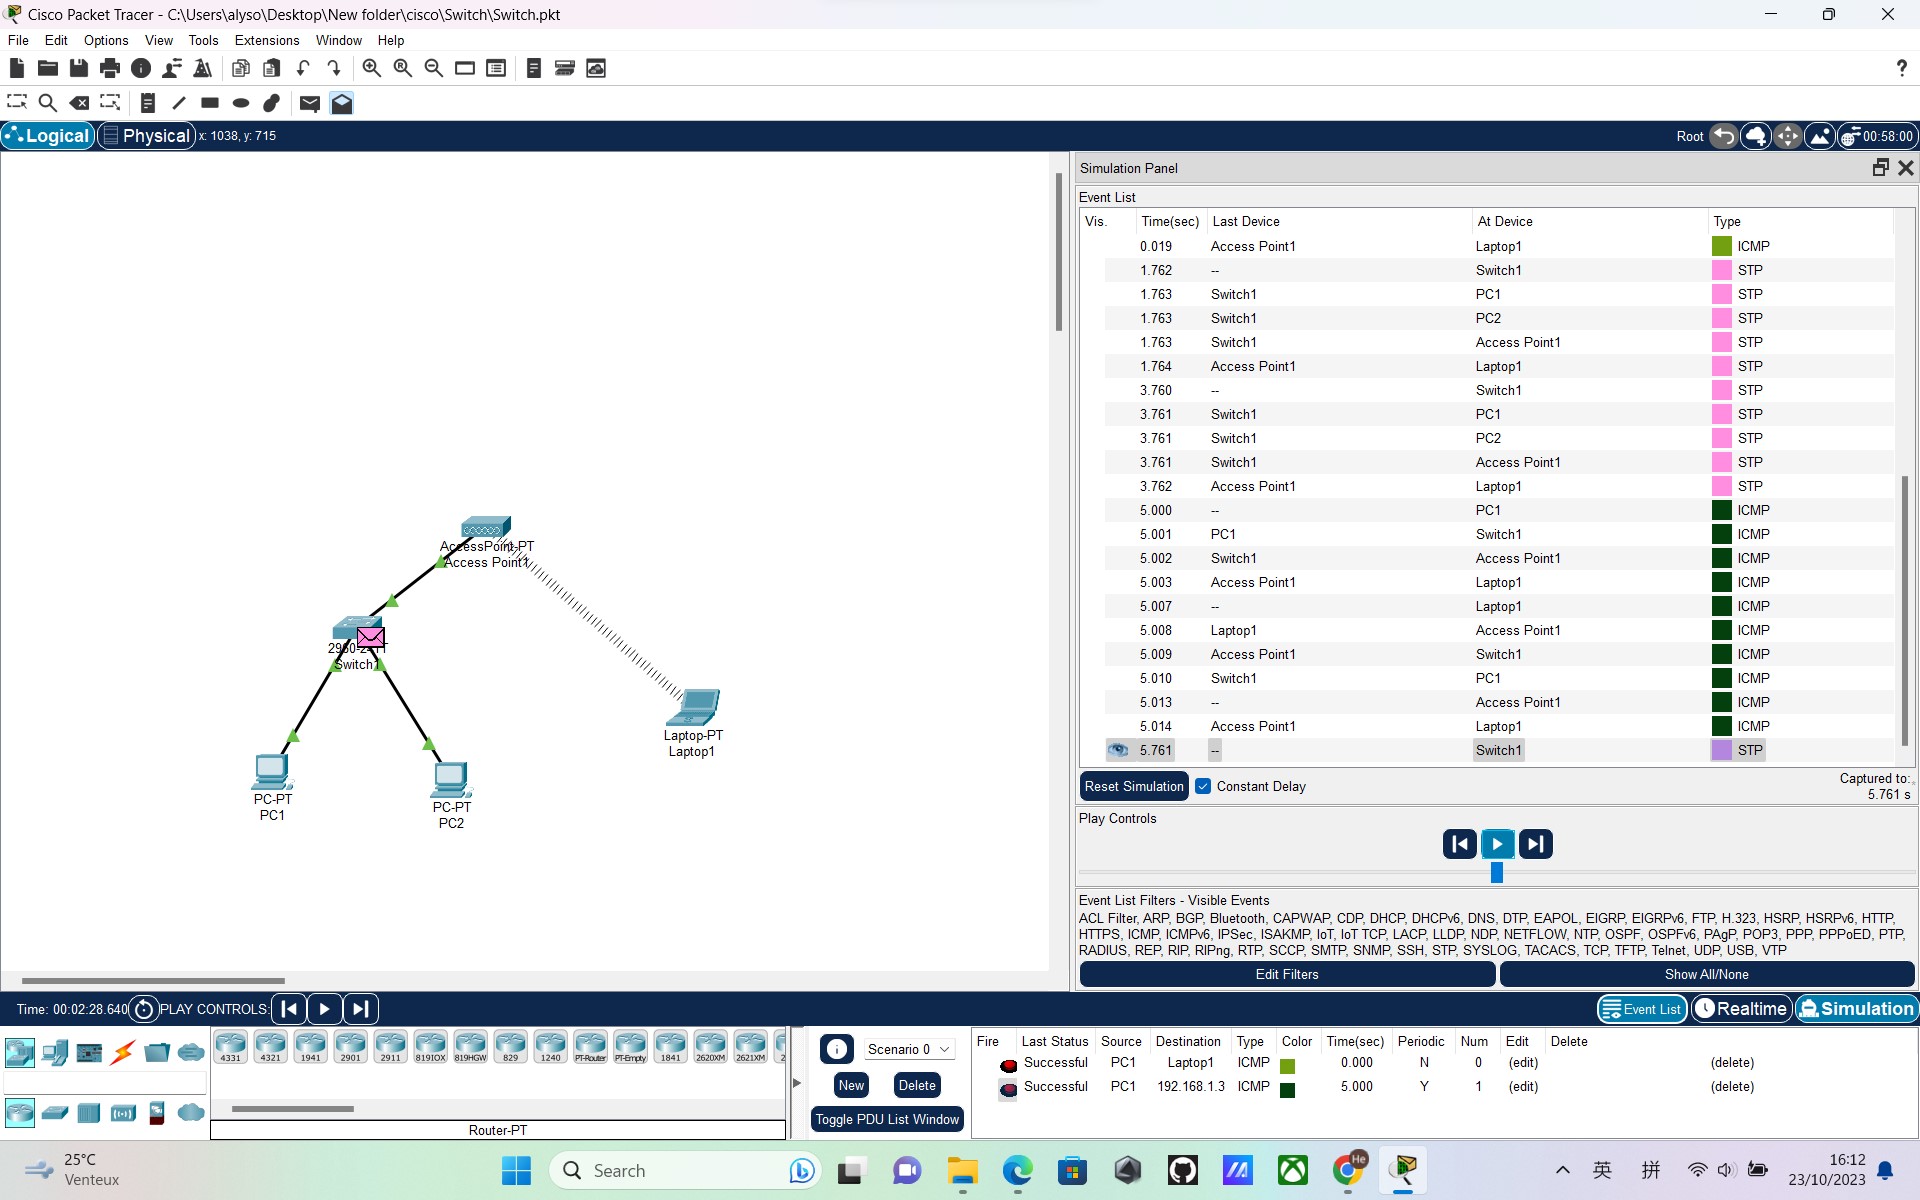 Cisco Packet Tracer - C:\Users\alyso\Desktop\New folder\cisco\Switch\Switch.pkt
File Edit Options View Tools Extensions Window Help
Logical Physical x: 1038, y: 715 Root 00:58:00
Simulation Panel
Event List
Vis. Time(sec) Last Device At Device Type
0.019 Access Point1 Laptop1 ICMP
1.762 -- Switch1 STP
1.763 Switch1 PC1 STP
1.763 Switch1 PC2 STP
1.763 Switch1 Access Point1 STP
1.764 Access Point1 Laptop1 STP
3.760 -- Switch1 STP
3.761 Switch1 PC1 STP
3.761 Switch1 PC2 STP
3.761 Switch1 Access Point1 STP
3.762 Access Point1 Laptop1 STP
5.000 -- PC1 ICMP
5.001 PC1 Switch1 ICMP
5.002 Switch1 Access Point1 ICMP
5.003 Access Point1 Laptop1 ICMP
5.007 -- Laptop1 ICMP
5.008 Laptop1 Access Point1 ICMP
5.009 Access Point1 Switch1 ICMP
5.010 Switch1 PC1 ICMP
5.013 -- Access Point1 ICMP
5.014 Access Point1 Laptop1 ICMP
5.761 -- Switch1 STP
AccessPoint-PT
Access Point1
Switch1
Laptop-PT
Laptop1
PC-PT
PC1
PC-PT
PC2
Reset Simulation Constant Delay Captured to:
5.761 s
Play Controls
Event List Filters - Visible Events
ACL Filter, ARP, BGP, Bluetooth, CAPWAP, CDP, DHCP, DHCPv6, DNS, DTP, EAPOL, EIGRP, EIGRPv6, FTP, H.323, HSRP, HSRPv6, HTTP,
HTTPS, ICMP, ICMPv6, IPSec, ISAKMP, IoT, IoT TCP, LACP, LLDP, NDP, NETFLOW, NTP, OSPF, OSPFv6, PAgP, POP3, PPP, PPPoED, PTP,
RADIUS, REP, RIP, RIPng, RTP, SCCP, SMTP, SNMP, SSH, STP, SYSLOG, TACACS, TCP, TFTP, Telnet, UDP, USB, VTP
Edit Filters Show All/None
Time: 00:02:28.640 PLAY CONTROLS: Event List Realtime Simulation
4331 4321 1941 2901 2911 819IOX 819HGW 829 1240 PT-Router PT-Empty 1841 2620XM 2621XM
Router-PT
Scenario 0
New Delete
Toggle PDU List Window
Fire Last Status Source Destination Type Color Time(sec) Periodic Num Edit Delete
Successful PC1 Laptop1 ICMP 0.000 N 0 (edit) (delete)
Successful PC1 192.168.1.3 ICMP 5.000 Y 1 (edit) (delete)
25°C
Venteux
Search
He
英 拼
16:12
23/10/2023